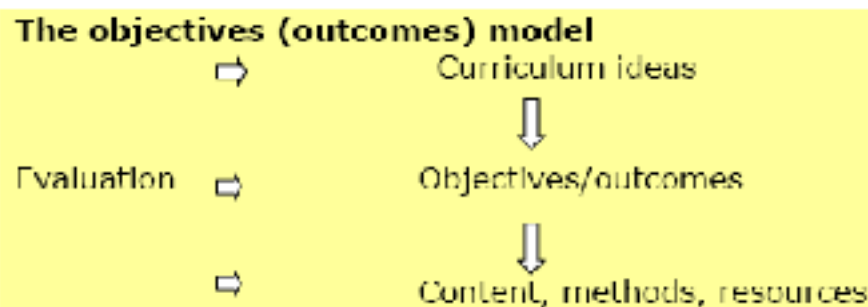 The objectives (outcomes) model
Curriculum ideas
Evaluation Objectives/outcomes
Content, methods, resources